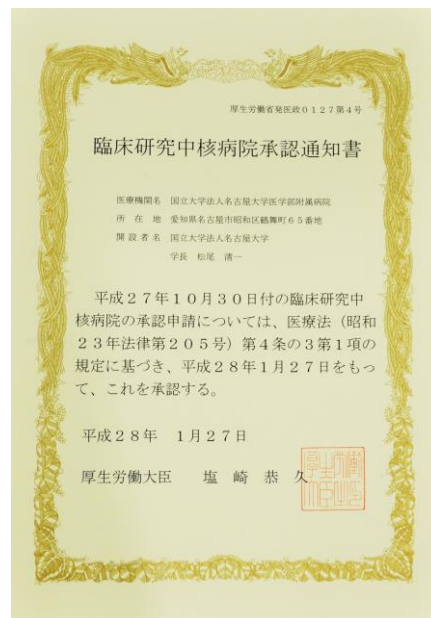 厚生労働省発医政0127第4号
臨床研究中核病院承認通知書
医療機関名 国立大学法人名古屋大学医学部附属病院
所在地 愛知県名古屋市昭和区鶴舞町65番地
開設者名 国立大学法人名古屋大学
学長 松尾 清一
平成27年10月30日付の臨床研究中
核病院の承認申請については、医療法（昭和
23年法律第205号）第4条の3第1項の
規定に基づき、平成28年1月27日をもっ
て、これを承認する。
平成28年 1月27日
厚生労働大臣 塩崎恭久